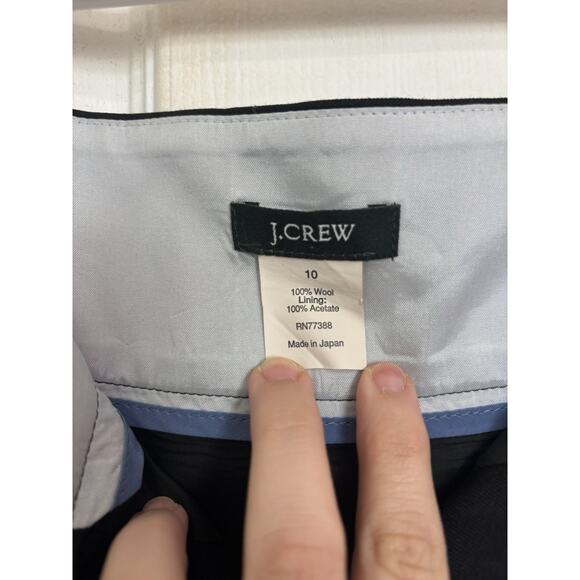 J.CREW
10
100% Wool
Lining:
100% Acetate
RN77388
Made in Japan